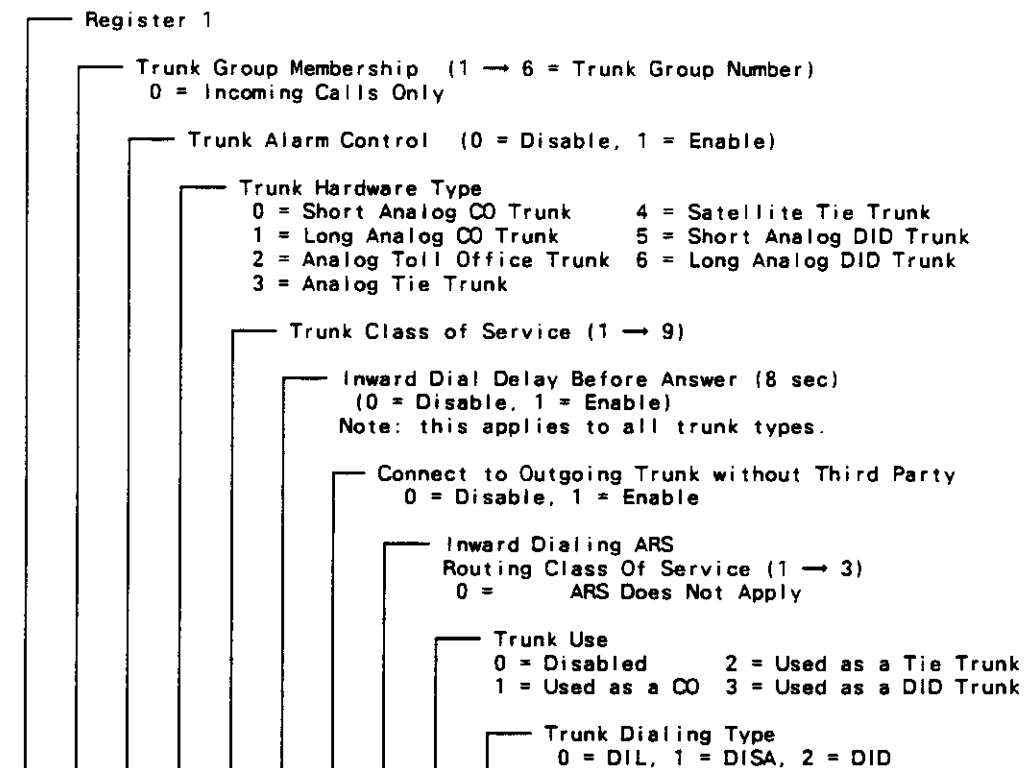 Register 1
Trunk Group Membership (1 → 6 = Trunk Group Number)
0 = Incoming Calls Only
Trunk Alarm Control (0 = Disable, 1 = Enable)
Trunk Hardware Type
0 = Short Analog CO Trunk 4 = Satellite Tie Trunk
1 = Long Analog CO Trunk 5 = Short Analog DID Trunk
2 = Analog Toll Office Trunk 6 = Long Analog DID Trunk
3 = Analog Tie Trunk
Trunk Class of Service (1 → 9)
Inward Dial Delay Before Answer (8 sec)
(0 = Disable, 1 = Enable)
Note: this applies to all trunk types.
Connect to Outgoing Trunk without Third Party
0 = Disable, 1 = Enable
Inward Dialing ARS
Routing Class Of Service (1 → 3)
0 = ARS Does Not Apply
Trunk Use
0 = Disabled 2 = Used as a Tie Trunk
1 = Used as a CO 3 = Used as a DID Trunk
Trunk Dialing Type
0 = DIL, 1 = DISA, 2 = DID